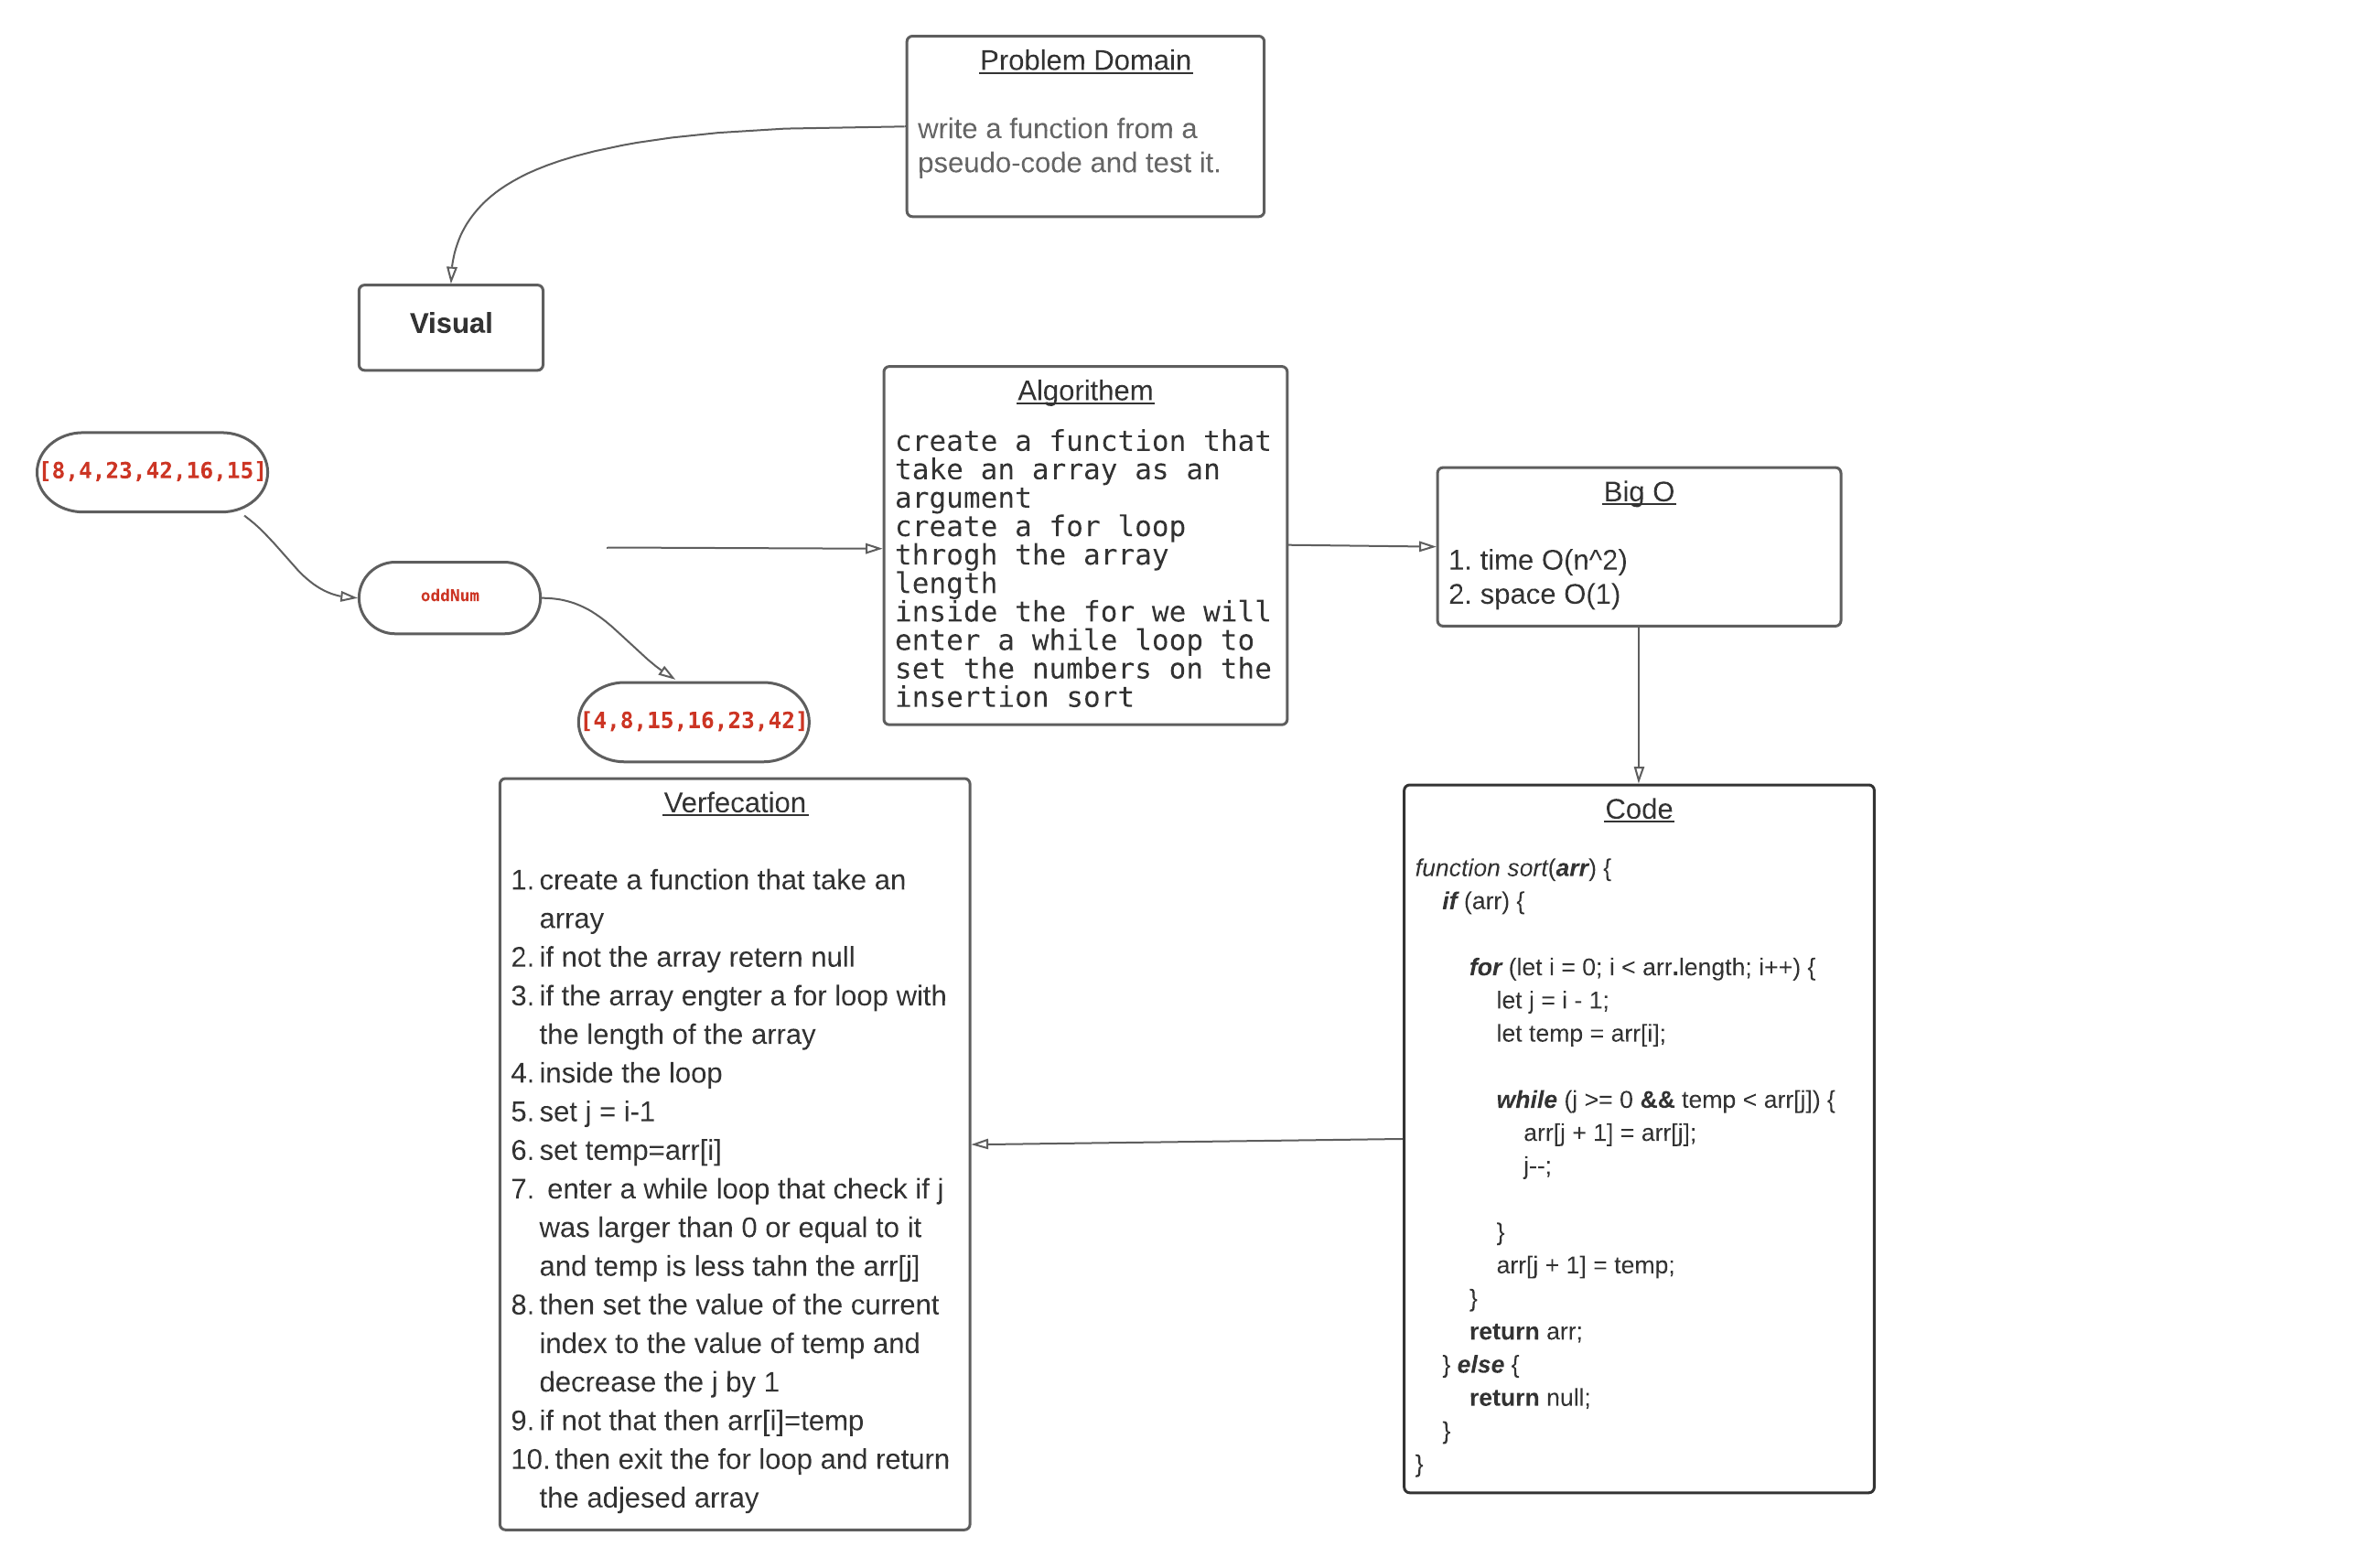 Problem Domain
write a function from a
pseudo-code and test it.
Visual
[8,4,23,42,16,15]
oddNum
[4,8,15,16,23,42]
Algorithem
create a function that
take an array as an
argument
create a for loop
throgh the array
length
inside the for we will
enter a while loop to
set the numbers on the
insertion sort
Big O
1. time O(n^2)
2. space O(1)
Code
function sort(arr) {
if (arr) {
for (let i = 0; i < arr.length; i++) {
let j = i - 1;
let temp = arr[i];
while (j >= 0 && temp < arr[j]) {
arr[j + 1] = arr[j];
j--;
}
arr[j + 1] = temp;
}
return arr;
} else {
return null;
}
}
Verfecation
1. create a function that take an
array
2. if not the array retern null
3. if the array engter a for loop with
the length of the array
4. inside the loop
5. set j = i-1
6. set temp=arr[i]
7. enter a while loop that check if j
was larger than 0 or equal to it
and temp is less tahn the arr[j]
8. then set the value of the current
index to the value of temp and
decrease the j by 1
9. if not that then arr[i]=temp
10. then exit the for loop and return
the adjesed array